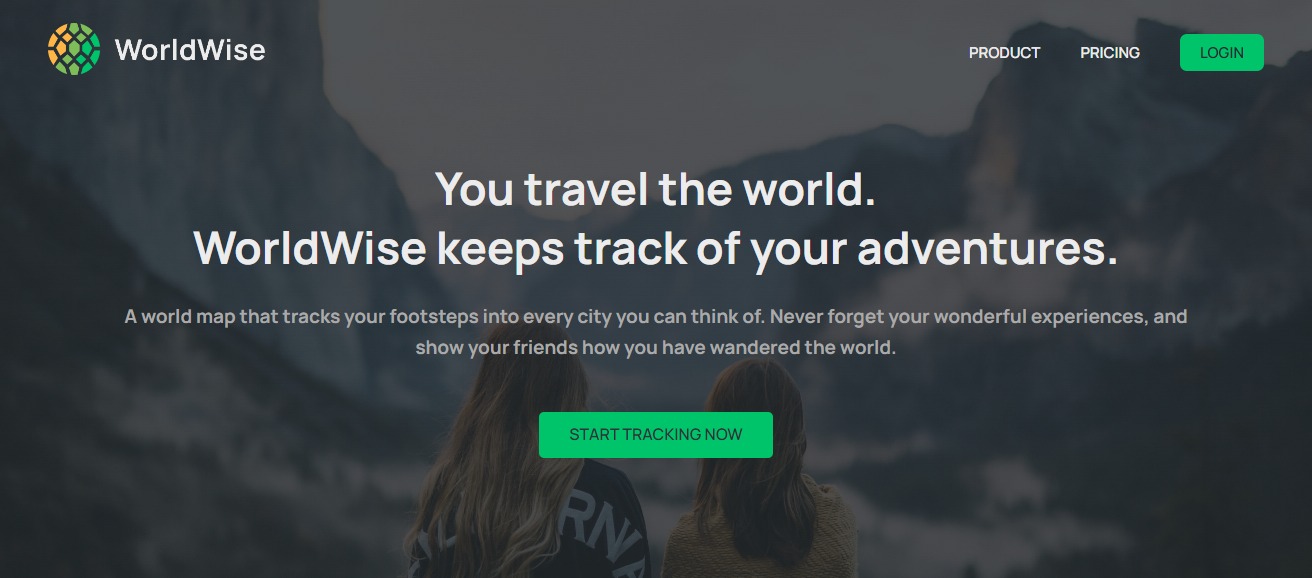 WorldWise
PRODUCT
PRICING
LOGIN
You travel the world.
WorldWise keeps track of your adventures.
A world map that tracks your footsteps into every city you can think of. Never forget your wonderful experiences, and
show your friends how you have wandered the world.
START TRACKING NOW
RNIA